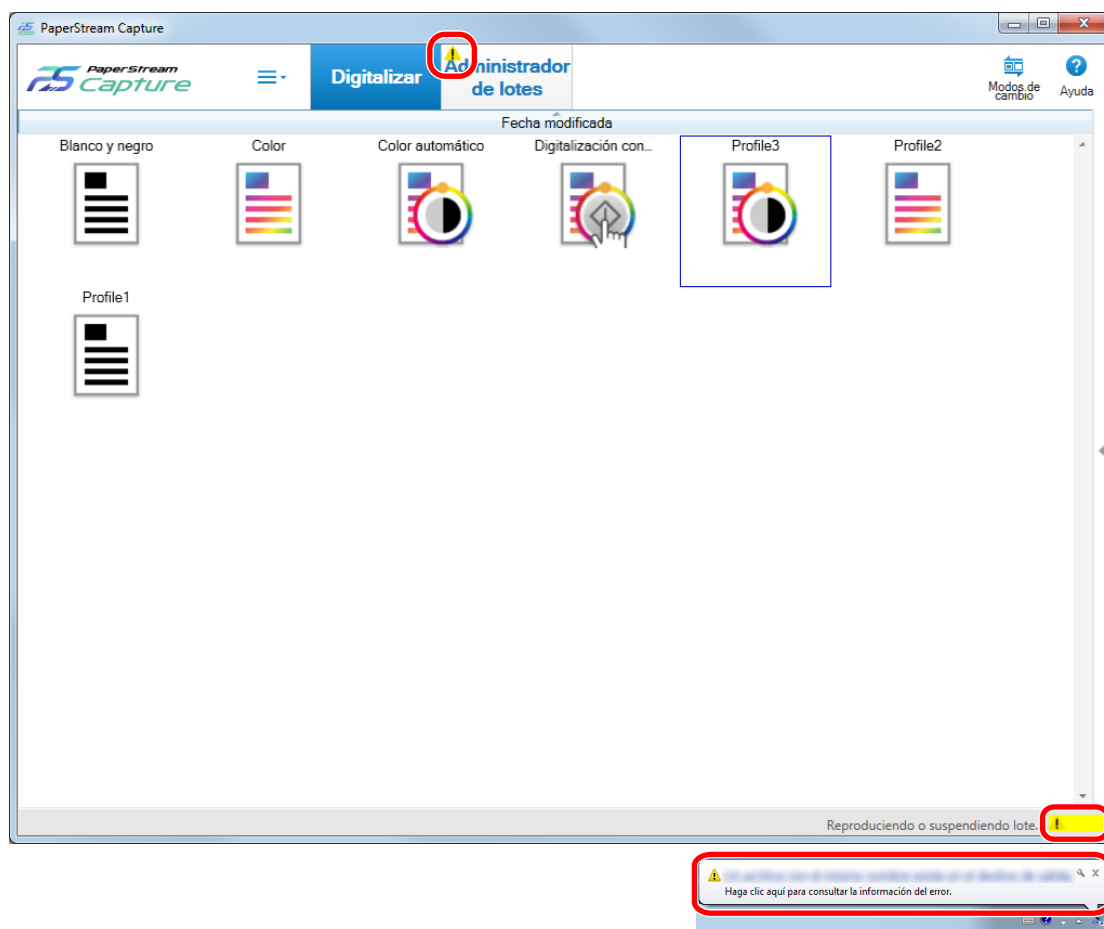 PaperStream Capture
PaperStream
Capture
Digitalizar
Administrador
de lotes
Modos de
cambio
Ayuda
Fecha modificada
Blanco y negro
Color
Color automático
Digitalización con...
Profile3
Profile2
Profile1
Reproduciendo o suspendiendo lote.
Haga clic aquí para consultar la información del error.